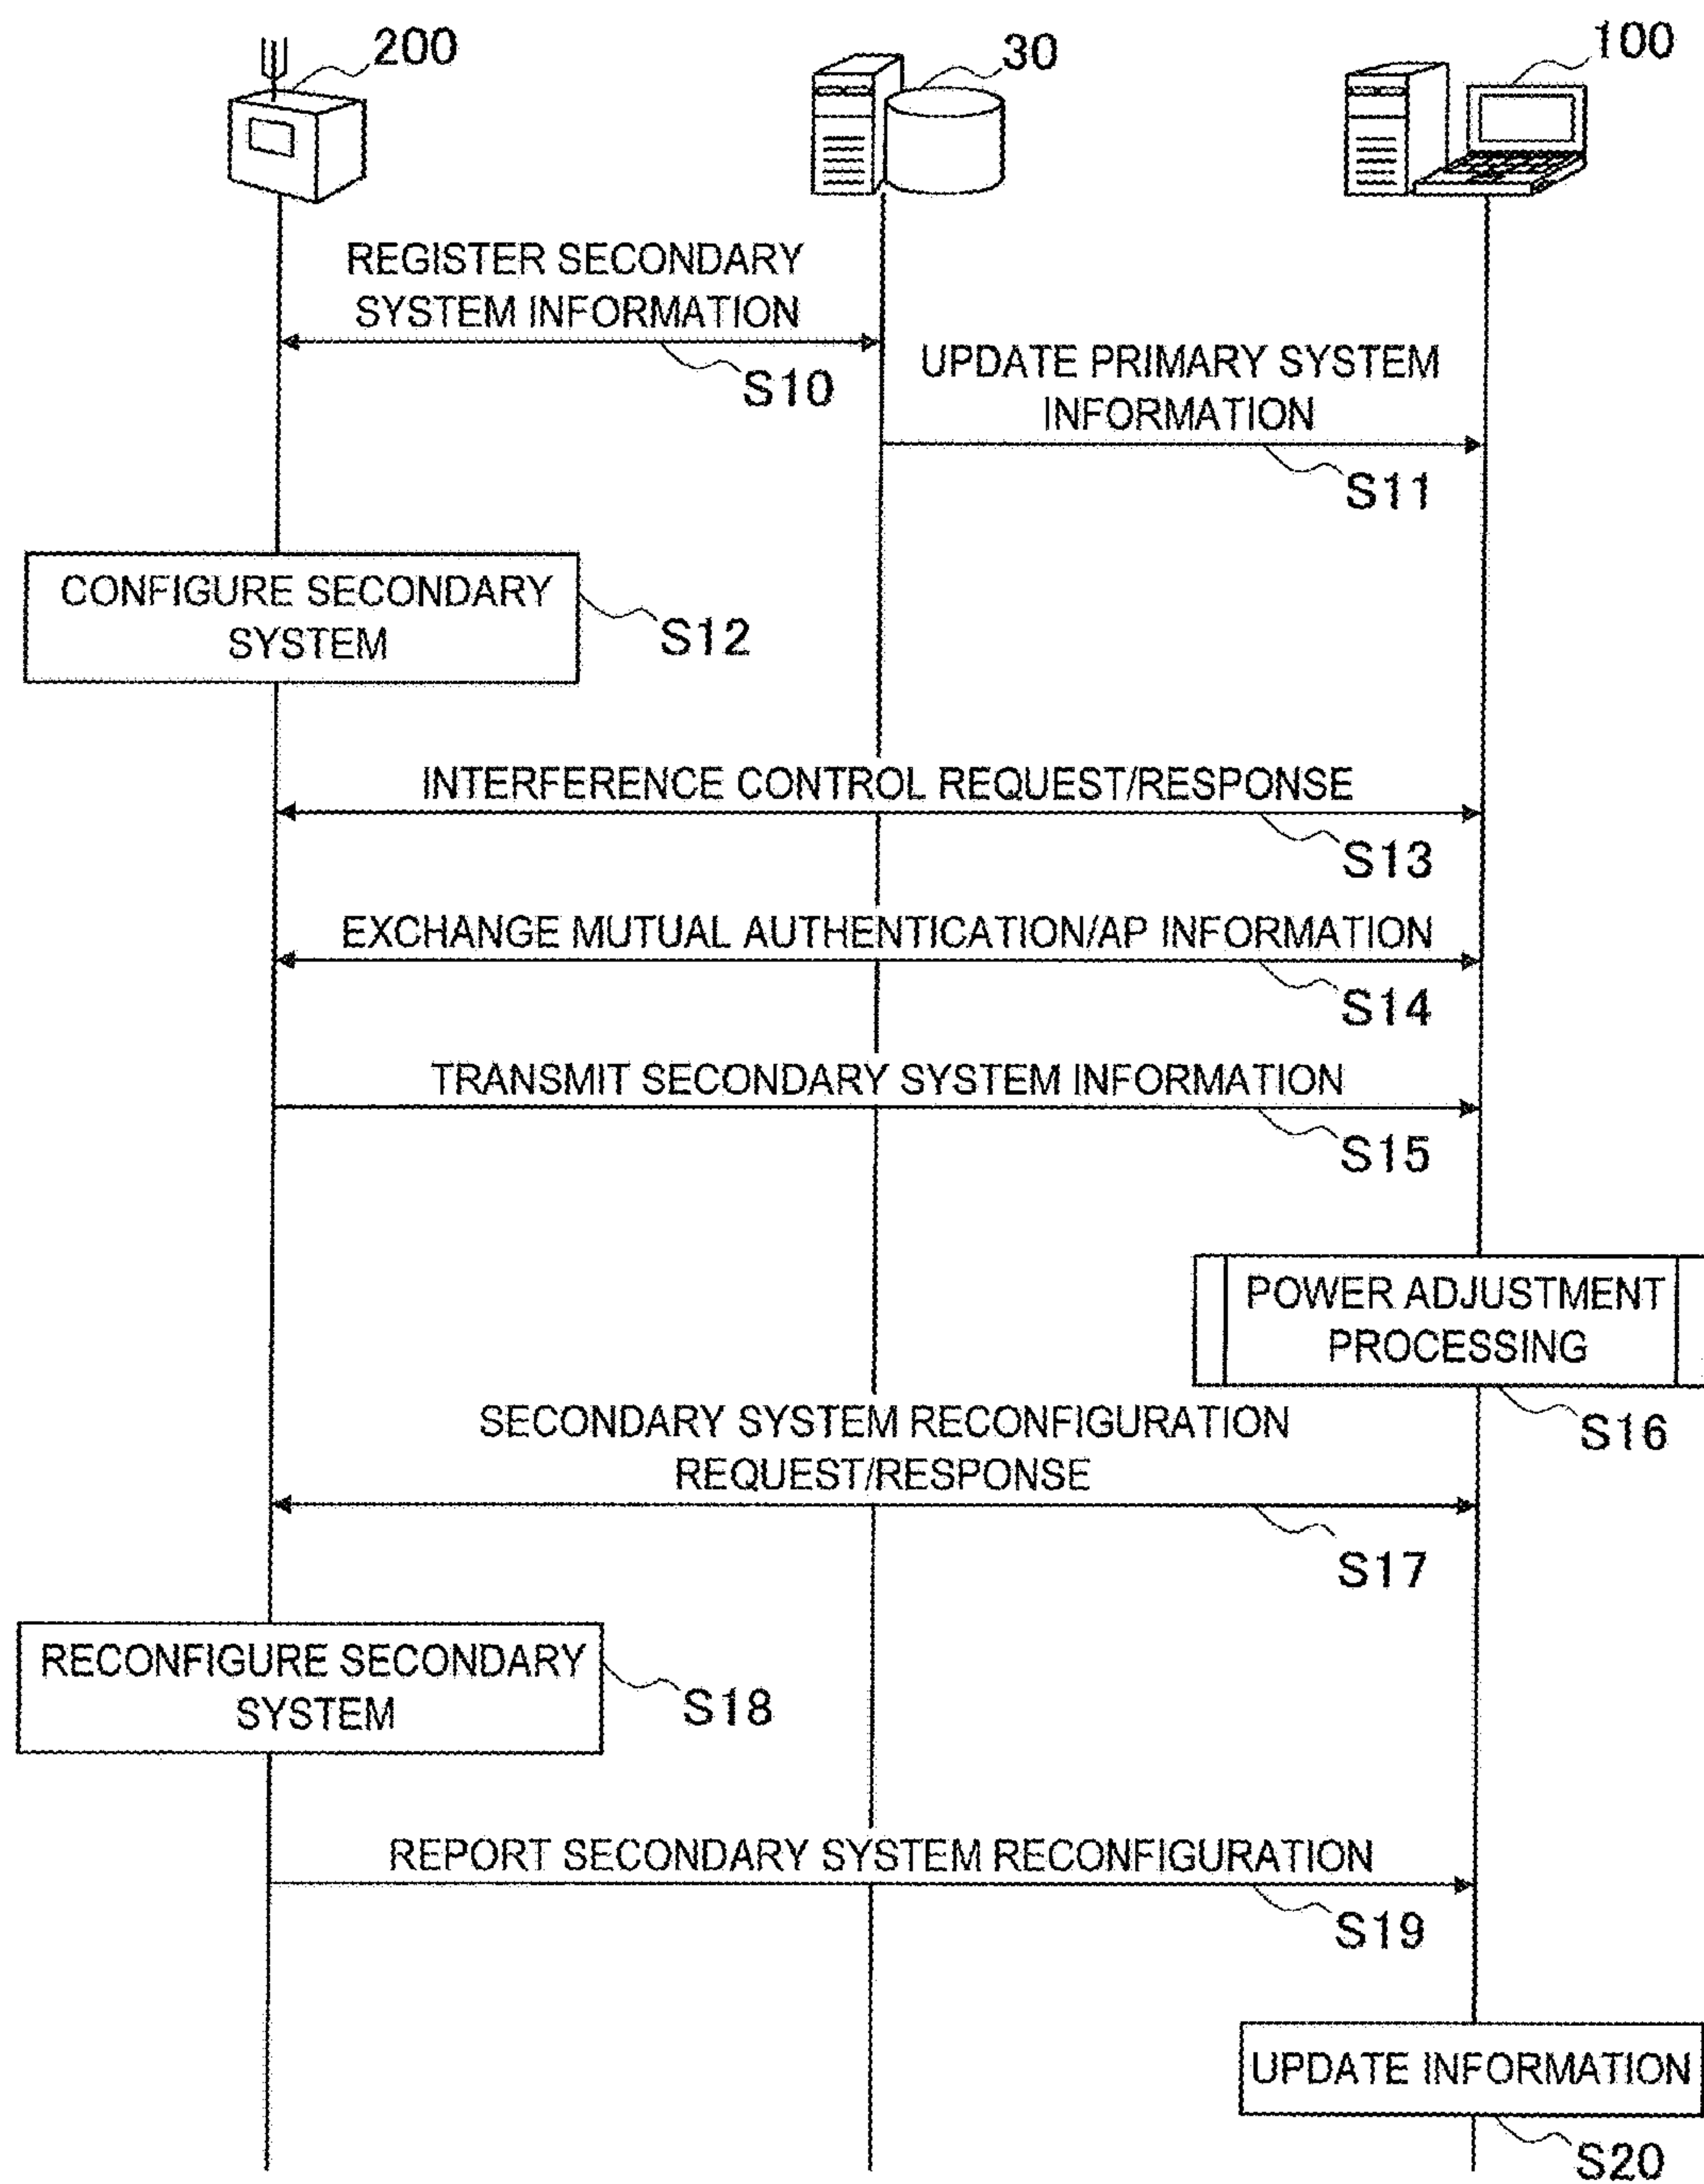 200
30
100
REGISTER SECONDARY
SYSTEM INFORMATION
S10
UPDATE PRIMARY SYSTEM
INFORMATION
S11
CONFIGURE SECONDARY
SYSTEM
S12
INTERFERENCE CONTROL REQUEST/RESPONSE
S13
EXCHANGE MUTUAL AUTHENTICATION/AP INFORMATION
S14
TRANSMIT SECONDARY SYSTEM INFORMATION
S15
POWER ADJUSTMENT
PROCESSING
S16
SECONDARY SYSTEM RECONFIGURATION
REQUEST/RESPONSE
S17
RECONFIGURE SECONDARY
SYSTEM
S18
REPORT SECONDARY SYSTEM RECONFIGURATION
S19
UPDATE INFORMATION
S20